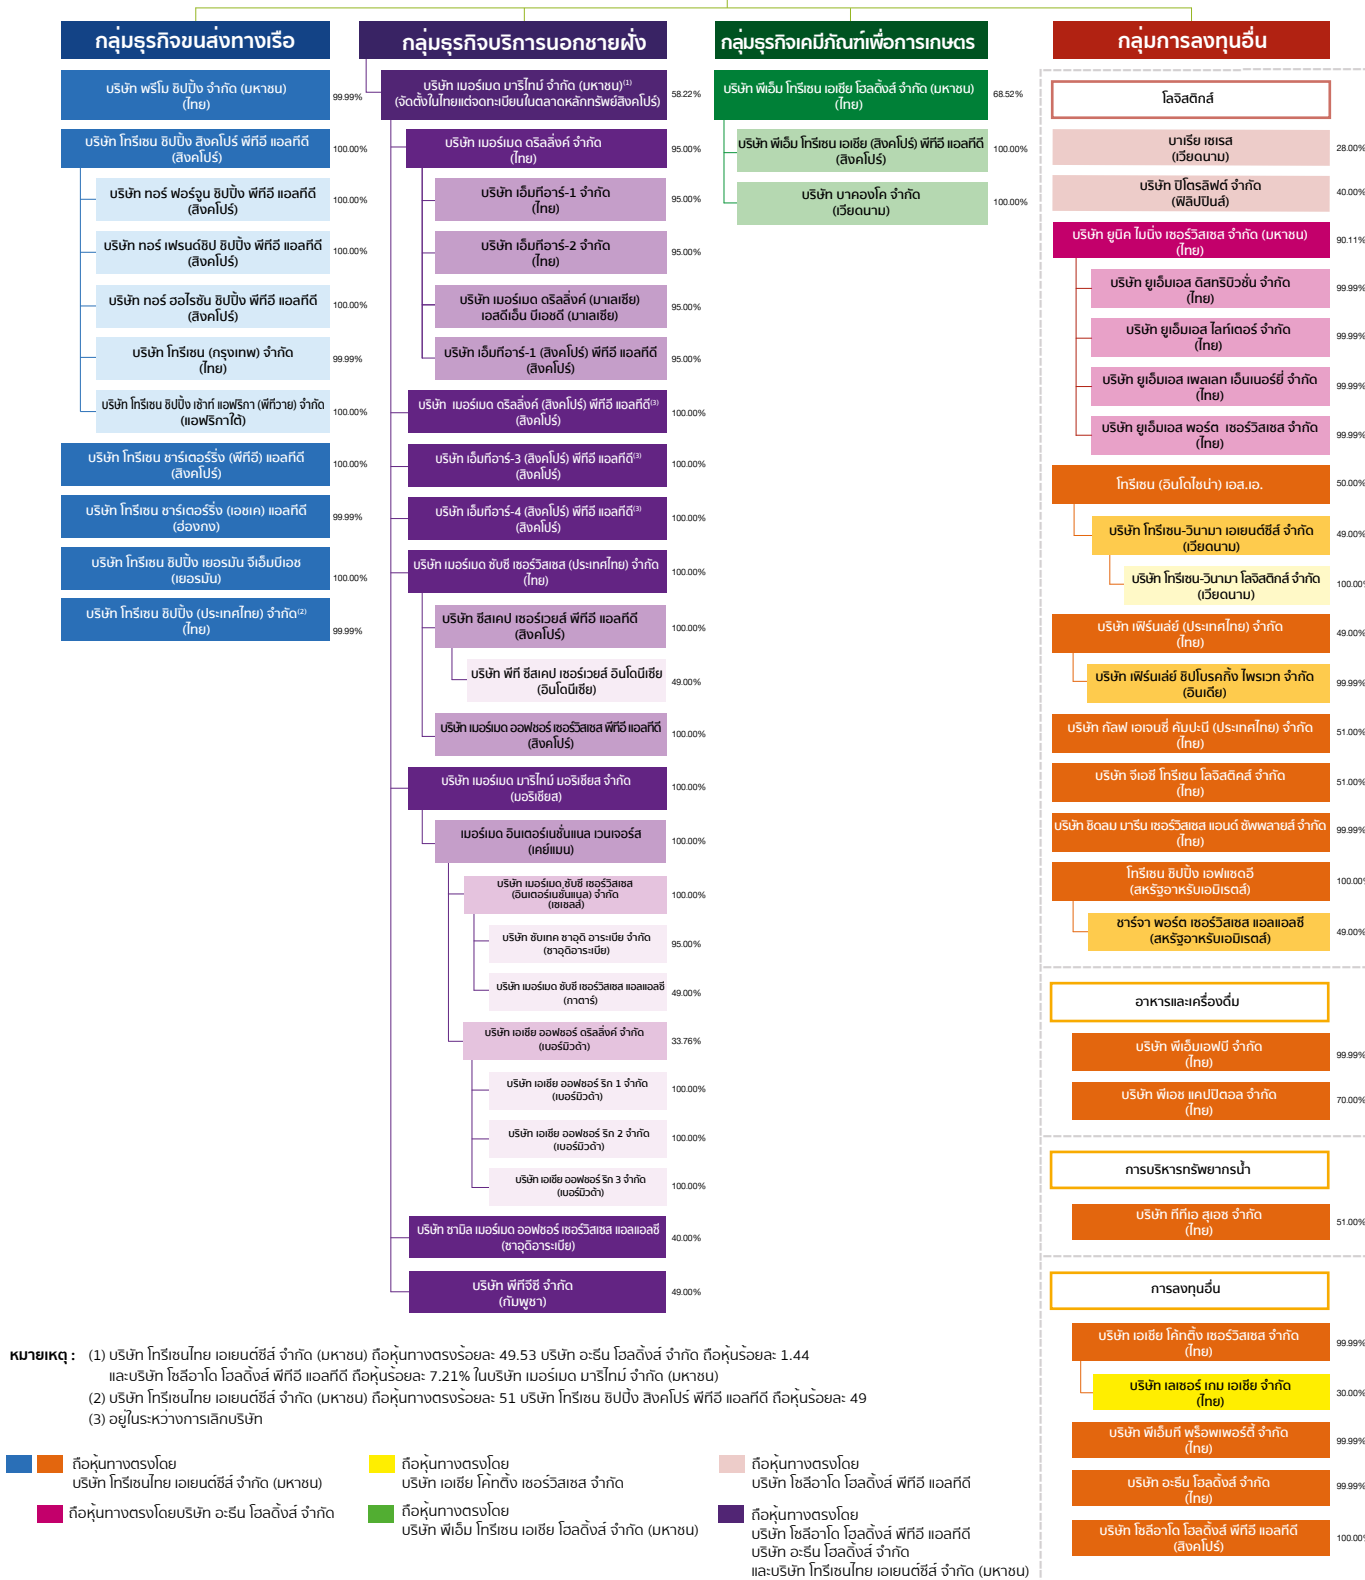 กลุ่มธุรกิจขนส่งทางเรือ
บริษัท พรีโม ชิปปิ้ง จำกัด (มหาชน)
(ไทย)
99.99%
บริษัท โทรีเซน ชิปปิ้ง สิงคโปร์ พีทีอี แอลทีดี
(สิงคโปร์)
100.00%
บริษัท ทอร์ ฟอร์จูน ชิปปิ้ง พีทีอี แอลทีดี
(สิงคโปร์)
100.00%
บริษัท ทอร์ เฟรนด์ชิป ชิปปิ้ง พีทีอี แอลทีดี
(สิงคโปร์)
100.00%
บริษัท ทอร์ ฮอไรซัน ชิปปิ้ง พีทีอี แอลทีดี
(สิงคโปร์)
100.00%
บริษัท โทรีเซน (กรุงเทพ) จำกัด
(ไทย)
99.99%
บริษัท โทรีเซน ชิปปิ้ง เซ้าท์ แอฟริกา (พีทีวาย) จำกัด
(แอฟริกาใต้)
100.00%
บริษัท โทรีเซน ชาร์เตอร์ริ่ง (พีทีอี) แอลทีดี
(สิงคโปร์)
100.00%
บริษัท โทรีเซน ชาร์เตอร์ริ่ง (เอชเค) แอลทีดี
(ฮ่องกง)
99.99%
บริษัท โทรีเซน ชิปปิ้ง เยอรมัน จีเอ็มบีเอช
(เยอรมัน)
100.00%
บริษัท โทรีเซน ชิปปิ้ง (ประเทศไทย) จำกัด(2)
(ไทย)
99.99%
กลุ่มธุรกิจบริการนอกชายฝั่ง
บริษัท เมอร์เมด มาริไทม์ จำกัด (มหาชน)(1)
(จัดตั้งในไทยแต่จดทะเบียนในตลาดหลักทรัพย์สิงคโปร์)
58.22%
บริษัท เมอร์เมด ดริลลิ่งค์ จำกัด
(ไทย)
95.00%
บริษัท เอ็มทีอาร์-1 จำกัด
(ไทย)
95.00%
บริษัท เอ็มทีอาร์-2 จำกัด
(ไทย)
95.00%
บริษัท เมอร์เมด ดริลลิ่งค์ (มาเลเซีย)
เอสดีเอ็น บีเอชดี (มาเลเซีย)
95.00%
บริษัท เอ็มทีอาร์-1 (สิงคโปร์) พีทีอี แอลทีดี
(สิงคโปร์)
95.00%
บริษัท เมอร์เมด ดริลลิ่งค์ (สิงคโปร์) พีทีอี แอลทีดี(3)
(สิงคโปร์)
100.00%
บริษัท เอ็มทีอาร์-3 (สิงคโปร์) พีทีอี แอลทีดี(3)
(สิงคโปร์)
100.00%
บริษัท เอ็มทีอาร์-4 (สิงคโปร์) พีทีอี แอลทีดี(3)
(สิงคโปร์)
100.00%
บริษัท เมอร์เมด ซับซี เซอร์วิสเซส (ประเทศไทย) จำกัด
(ไทย)
100.00%
บริษัท ซีสเคป เซอร์เวยส์ พีทีอี แอลทีดี
(สิงคโปร์)
100.00%
บริษัท พีที ซีสเคป เซอร์เวยส์ อินโดนีเซีย
(อินโดนีเซีย)
49.00%
บริษัท เมอร์เมด ออฟชอร์ เซอร์วิสเซส พีทีอี แอลทีดี
(สิงคโปร์)
100.00%
บริษัท เมอร์เมด มาริไทม์ มอริเชียส จำกัด
(มอริเชียส)
100.00%
เมอร์เมด อินเตอร์เนชั่นแนล เวนเจอร์ส
(เคย์แมน)
100.00%
บริษัท เมอร์เมด ซับซี เซอร์วิสเซส
(อินเตอร์เนชั่นแนล) จำกัด
(เซเชลส์)
100.00%
บริษัท ซับเทค ซาอุดิ อาระเบีย จำกัด
(ซาอุดิอาระเบีย)
95.00%
บริษัท เมอร์เมด ซับซี เซอร์วิสเซส แอลแอลซี
(กาตาร์)
49.00%
บริษัท เอเชีย ออฟชอร์ ดริลลิ่งค์ จำกัด
(เบอร์มิวด้า)
33.76%
บริษัท เอเชีย ออฟชอร์ ริก 1 จำกัด
(เบอร์มิวด้า)
100.00%
บริษัท เอเชีย ออฟชอร์ ริก 2 จำกัด
(เบอร์มิวด้า)
100.00%
บริษัท เอเชีย ออฟชอร์ ริก 3 จำกัด
(เบอร์มิวด้า)
100.00%
บริษัท ซามิล เมอร์เมด ออฟชอร์ เซอร์วิสเซส แอลแอลซี
(ซาอุดิอาระเบีย)
40.00%
บริษัท พีทีจีซี จำกัด
(กัมพูชา)
49.00%
กลุ่มธุรกิจเคมีภัณฑ์เพื่อการเกษตร
บริษัท พีเอ็ม โทรีเซน เอเชีย โฮลดิ้งส์ จำกัด (มหาชน)
(ไทย)
68.52%
บริษัท พีเอ็ม โทรีเซน เอเชีย (สิงคโปร์) พีทีอี แอลทีดี
(สิงคโปร์)
100.00%
บริษัท บาคองโค จำกัด
(เวียดนาม)
100.00%
กลุ่มการลงทุนอื่น
โลจิสติกส์
บาเรีย เซเรส
(เวียดนาม)
28.00%
บริษัท ปิโตรลิฟต์ จำกัด
(ฟิลิปปินส์)
40.00%
บริษัท ยูนิค ไมนิ่ง เซอร์วิสเซส จำกัด (มหาชน)
(ไทย)
90.11%
บริษัท ยูเอ็มเอส ดิสทริบิวชั่น จำกัด
(ไทย)
99.99%
บริษัท ยูเอ็มเอส ไลท์เตอร์ จำกัด
(ไทย)
99.99%
บริษัท ยูเอ็มเอส เพลเลท เอ็นเนอร์ยี่ จำกัด
(ไทย)
99.99%
บริษัท ยูเอ็มเอส พอร์ต เซอร์วิสเซส จำกัด
(ไทย)
99.99%
โทรีเซน (อินโดไชน่า) เอส.เอ.
50.00%
บริษัท โทรีเซน-วินามา เอเยนต์ซีส์ จำกัด
(เวียดนาม)
49.00%
บริษัท โทรีเซน-วินามา โลจิสติกส์ จำกัด
(เวียดนาม)
100.00%
บริษัท เฟิร์นเล่ย์ (ประเทศไทย) จำกัด
(ไทย)
49.00%
บริษัท เฟิร์นเล่ย์ ชิปโบรคกิ้ง ไพรเวท จำกัด
(อินเดีย)
99.99%
บริษัท กัลฟ เอเจนซี่ คัมปะนี (ประเทศไทย) จำกัด
(ไทย)
51.00%
บริษัท จีเอซี โทรีเซน โลจิสติคส์ จำกัด
(ไทย)
51.00%
บริษัท ชิดลม มารีน เซอร์วิสเซส แอนด์ ซัพพลายส์ จำกัด
(ไทย)
99.99%
โทรีเซน ชิปปิ้ง เอฟแซดอี
(สหรัฐอาหรับเอมิเรตส์)
100.00%
ชาร์จา พอร์ต เซอร์วิสเซส แอลแอลซี
(สหรัฐอาหรับเอมิเรตส์)
49.00%
อาหารและเครื่องดื่ม
บริษัท พีเอ็มเอฟบี จำกัด
(ไทย)
99.99%
บริษัท พีเอช แคปปิตอล จำกัด
(ไทย)
70.00%
การบริหารทรัพยากรน้ำ
บริษัท ทีทีเอ สุเอซ จำกัด
(ไทย)
51.00%
การลงทุนอื่น
บริษัท เอเชีย โค้ทติ้ง เซอร์วิสเซส จำกัด
(ไทย)
99.99%
บริษัท เลเซอร์ เกม เอเชีย จำกัด
(ไทย)
30.00%
บริษัท พีเอ็มที พร็อพเพอร์ตี้ จำกัด
(ไทย)
99.99%
บริษัท อะธีน โฮลดิ้งส์ จำกัด
(ไทย)
99.99%
บริษัท โซลีอาโด โฮลดิ้งส์ พีทีอี แอลทีดี
(สิงคโปร์)
100.00%
หมายเหตุ : (1) บริษัท โทรีเซนไทย เอเยนต์ซีส์ จำกัด (มหาชน) ถือหุ้นทางตรงร้อยละ 49.53 บริษัท อะธีน โฮลดิ้งส์ จำกัด ถือหุ้นร้อยละ 1.44
และบริษัท โซลีอาโด โฮลดิ้งส์ พีทีอี แอลทีดี ถือหุ้นร้อยละ 7.21% ในบริษัท เมอร์เมด มาริไทม์ จำกัด (มหาชน)
(2) บริษัท โทรีเซนไทย เอเยนต์ซีส์ จำกัด (มหาชน) ถือหุ้นทางตรงร้อยละ 51 บริษัท โทรีเซน ชิปปิ้ง สิงคโปร์ พีทีอี แอลทีดี ถือหุ้นร้อยละ 49
(3) อยู่ในระหว่างการเลิกบริษัท
ถือหุ้นทางตรงโดย
บริษัท โทรีเซนไทย เอเยนต์ซีส์ จำกัด (มหาชน)
ถือหุ้นทางตรงโดยบริษัท อะธีน โฮลดิ้งส์ จำกัด
ถือหุ้นทางตรงโดย
บริษัท เอเชีย โค้ทติ้ง เซอร์วิสเซส จำกัด
ถือหุ้นทางตรงโดย
บริษัท พีเอ็ม โทรีเซน เอเชีย โฮลดิ้งส์ จำกัด (มหาชน)
ถือหุ้นทางตรงโดย
บริษัท โซลีอาโด โฮลดิ้งส์ พีทีอี แอลทีดี
ถือหุ้นทางตรงโดย
บริษัท โซลีอาโด โฮลดิ้งส์ พีทีอี แอลทีดี
บริษัท อะธีน โฮลดิ้งส์ จำกัด
และบริษัท โทรีเซนไทย เอเยนต์ซีส์ จำกัด (มหาชน)